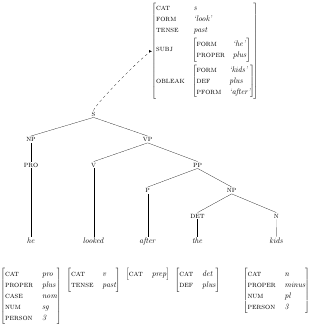 CAT s
FORM ‘look’
TENSE past
SUBJ FORM ‘he’
PROPER plus
OBLEAK FORM ‘kids’
DEF plus
PFORM ‘after’
S
NP VP
PRO V PP
P NP
DET N
he looked after the kids
CAT pro CAT v CAT prep CAT det CAT n
PROPER plus TENSE past DEF plus PROPER minus
CASE nom NUM pl
NUM sg PERSON 3
PERSON 3